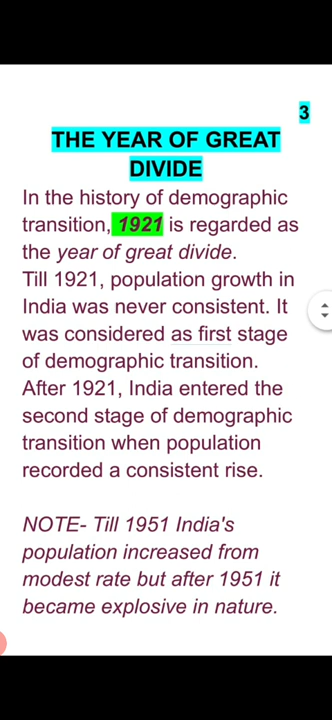 3
THE YEAR OF GREAT
DIVIDE
In the history of demographic
transition, 1921 is regarded as
the year of great divide.
Till 1921, population growth in
India was never consistent. It
was considered as first stage
of demographic transition.
After 1921, India entered the
second stage of demographic
transition when population
recorded a consistent rise.
NOTE- Till 1951 India's
population increased from
modest rate but after 1951 it
became explosive in nature.